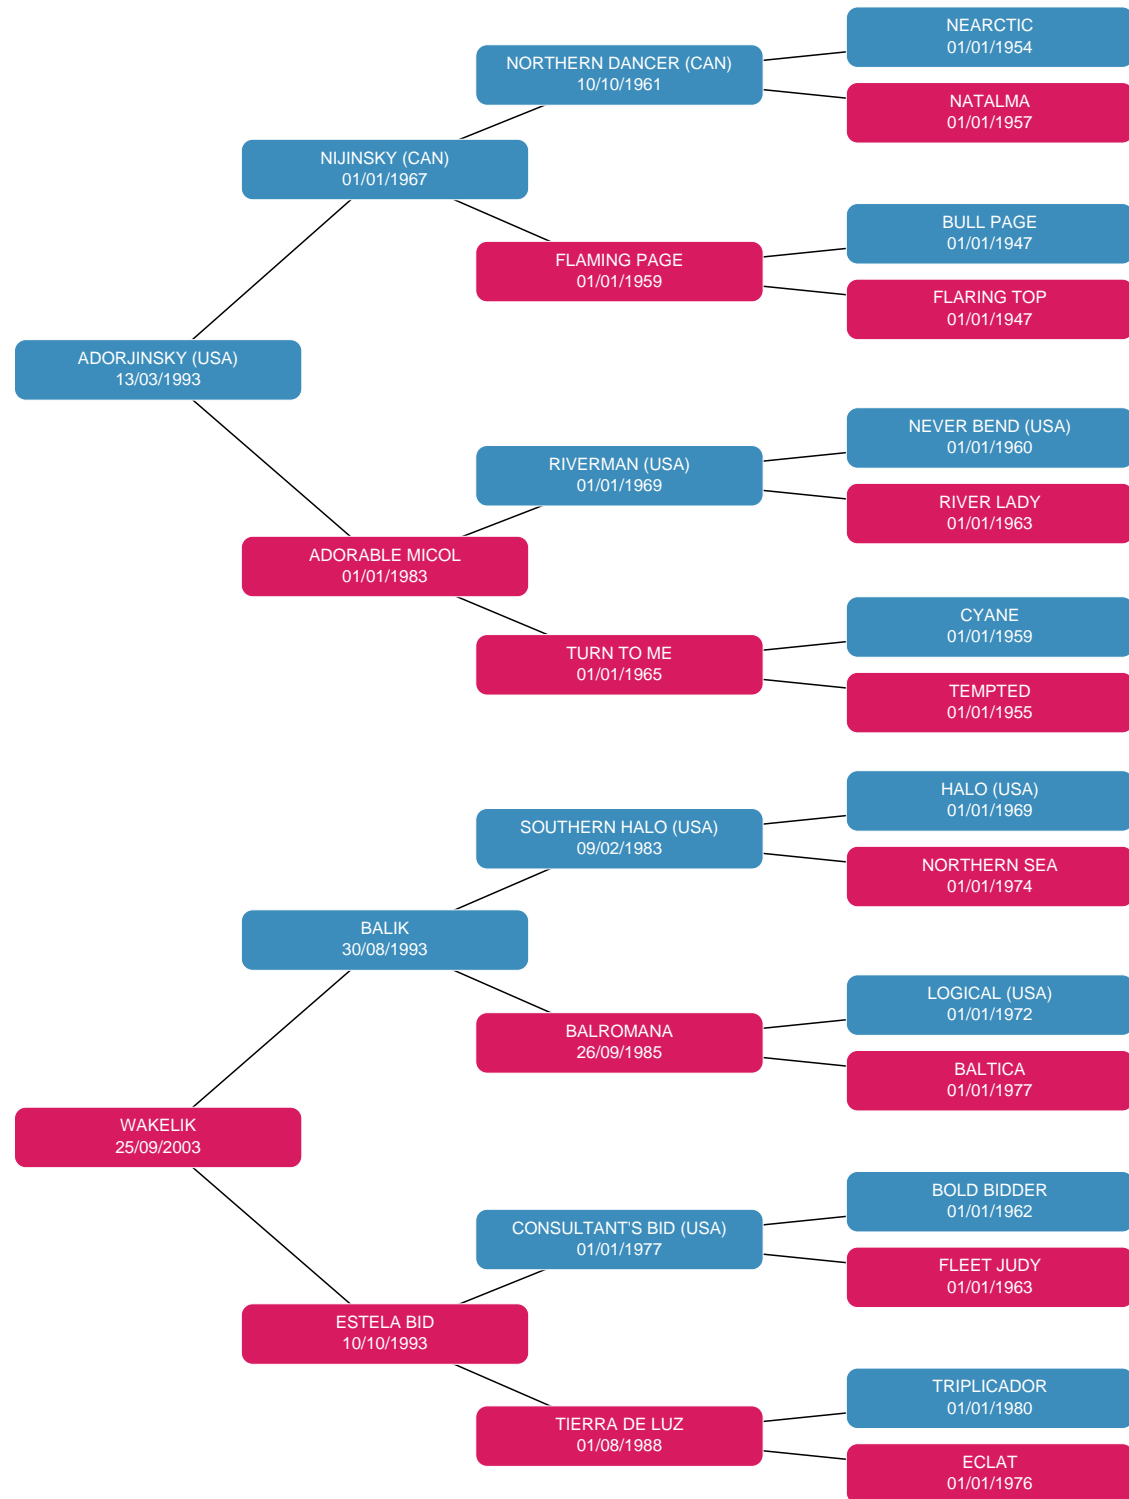 NEARCTIC
01/01/1954
NORTHERN DANCER (CAN)
10/10/1961
NATALMA
01/01/1957
NIJINSKY (CAN)
01/01/1967
BULL PAGE
01/01/1947
FLAMING PAGE
01/01/1959
FLARING TOP
01/01/1947
ADORJINSKY (USA)
13/03/1993
NEVER BEND (USA)
01/01/1960
RIVERMAN (USA)
01/01/1969
RIVER LADY
01/01/1963
ADORABLE MICOL
01/01/1983
CYANE
01/01/1959
TURN TO ME
01/01/1965
TEMPTED
01/01/1955
HALO (USA)
01/01/1969
SOUTHERN HALO (USA)
09/02/1983
NORTHERN SEA
01/01/1974
BALIK
30/08/1993
LOGICAL (USA)
01/01/1972
BALROMANA
26/09/1985
BALTICA
01/01/1977
WAKELIK
25/09/2003
BOLD BIDDER
01/01/1962
CONSULTANT'S BID (USA)
01/01/1977
FLEET JUDY
01/01/1963
ESTELA BID
10/10/1993
TRIPLICADOR
01/01/1980
TIERRA DE LUZ
01/08/1988
ECLAT
01/01/1976